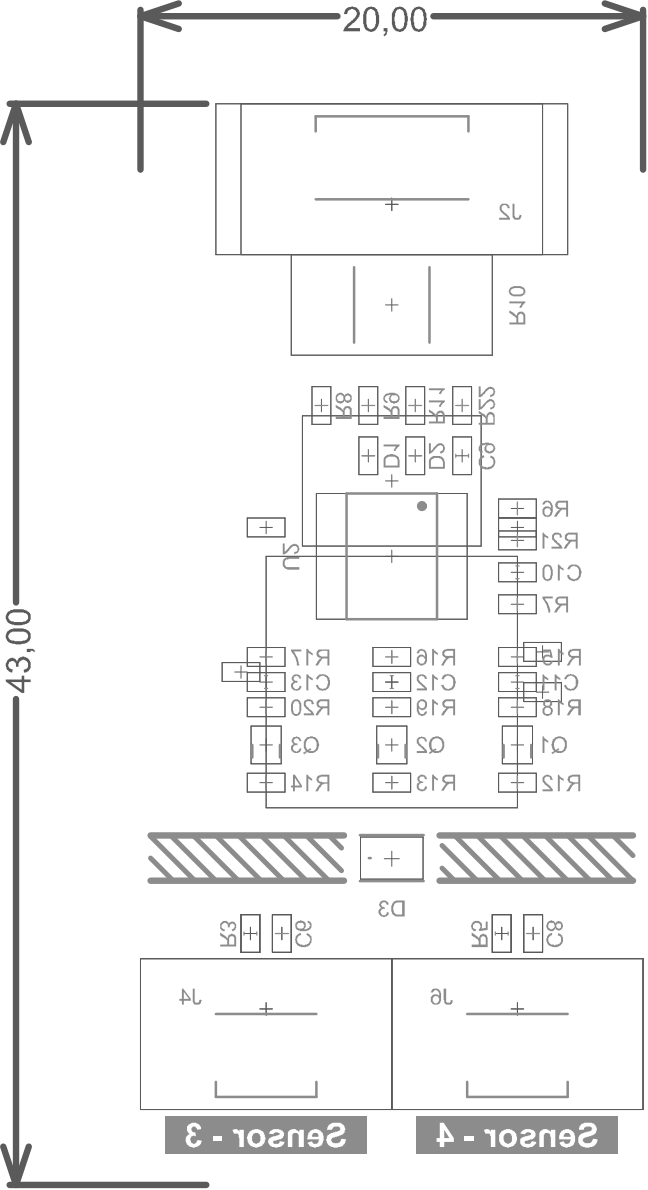 20,00
43,00
J2
R10
R8 R9 R11 R22
D1 D2 C9
U2
R6
R21
C10
R7
R17 R16 R15
C13 C12 C11
R20 R19 R18
Q3 Q2 Q1
R14 R13 R12
D3
R3 C6 R5 C8
J4 J6
Sensor - 3 Sensor - 4